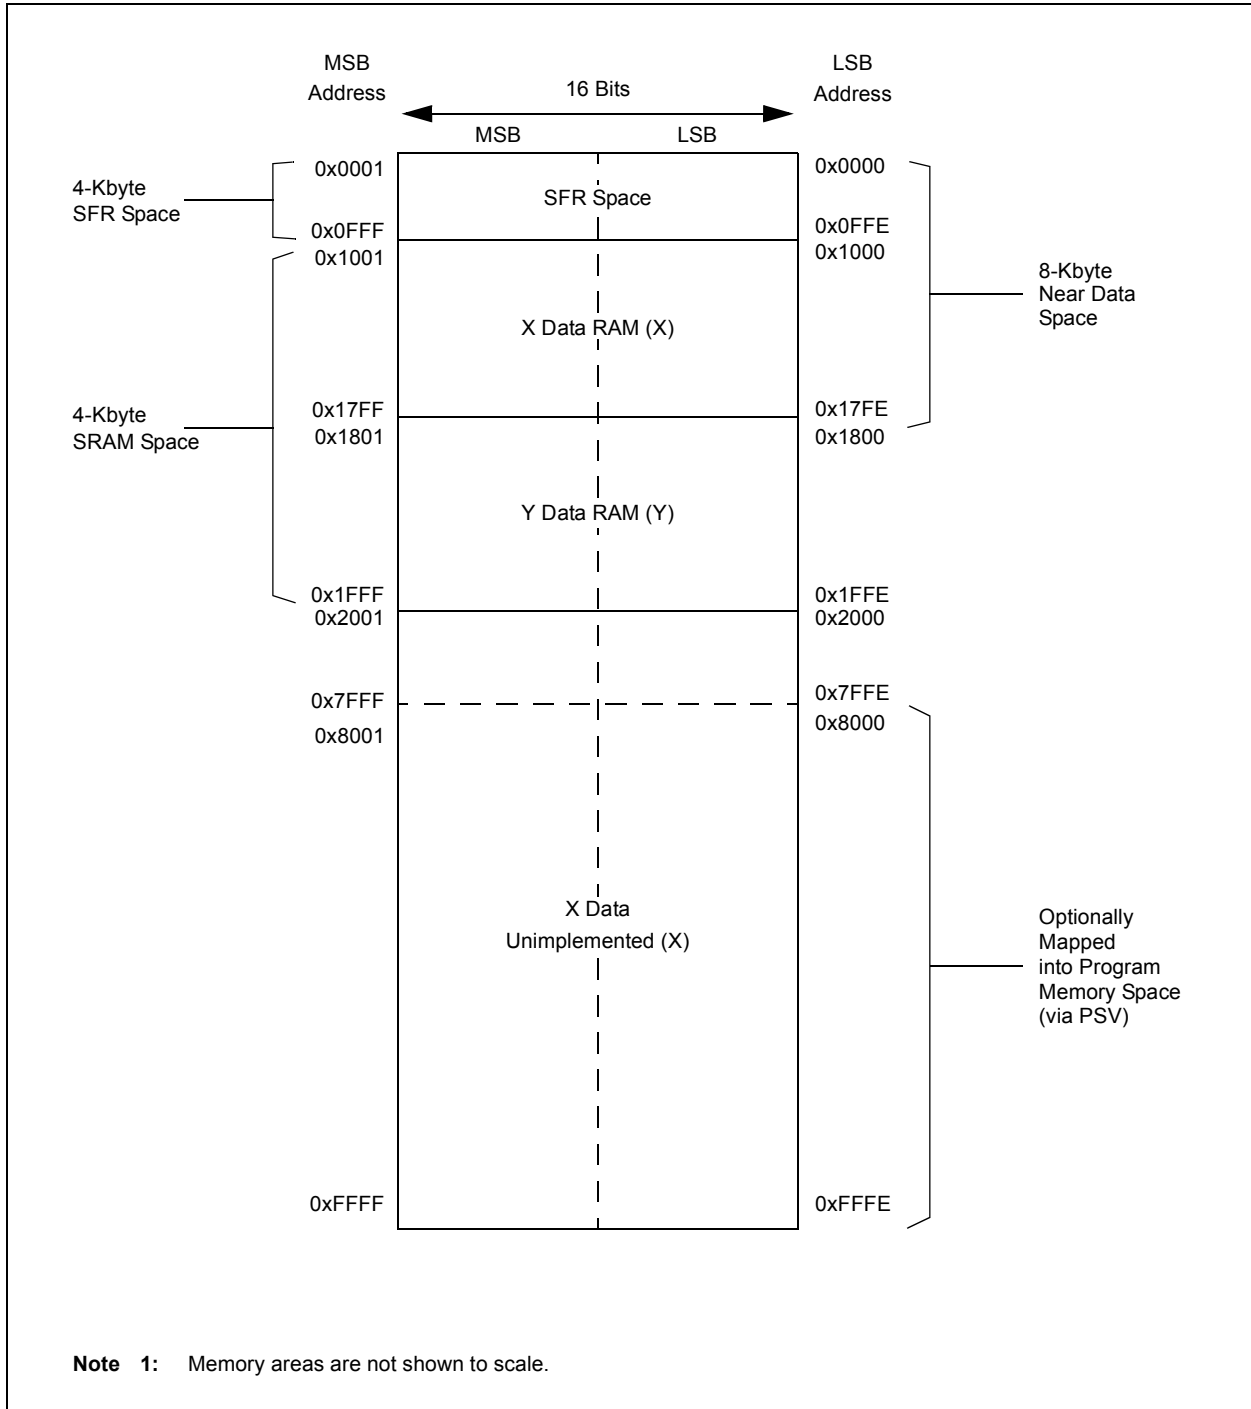 MSB
Address
LSB
Address
16 Bits
MSB
LSB
0x0001
0x0000
4-Kbyte
SFR Space
SFR Space
0x0FFF
0x0FFE
0x1001
0x1000
8-Kbyte
Near Data
Space
X Data RAM (X)
4-Kbyte
SRAM Space
0x17FF
0x17FE
0x1801
0x1800
Y Data RAM (Y)
0x1FFF
0x1FFE
0x2001
0x2000
0x7FFF
0x7FFE
0x8001
0x8000
X Data
Unimplemented (X)
Optionally
Mapped
into Program
Memory Space
(via PSV)
0xFFFF
0xFFFE
Note 1: Memory areas are not shown to scale.